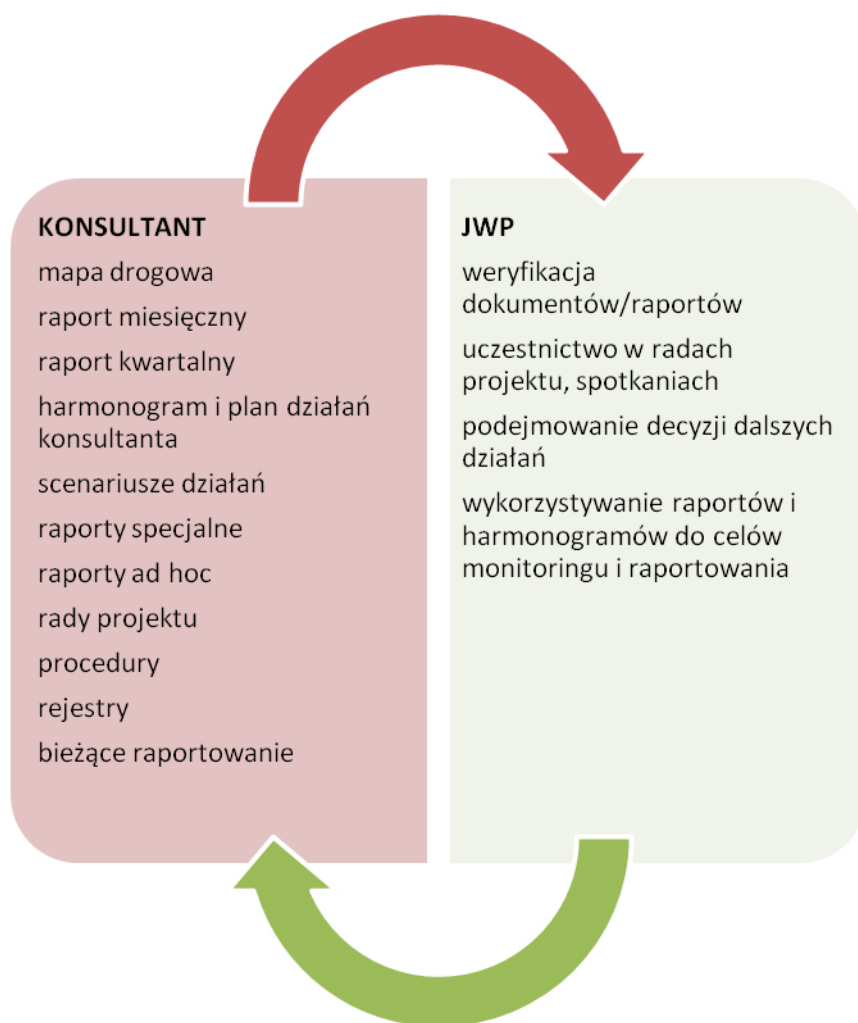 KONSULTANT
mapa drogowa
raport miesięczny
raport kwartalny
harmonogram i plan działań
konsultanta
scenariusze działań
raporty specjalne
raporty ad hoc
rady projektu
procedury
rejestry
bieżące raportowanie
JWP
weryfikacja
dokumentów/raportów
uczestnictwo w radach
projektu, spotkaniach
podejmowanie decyzji dalszych
działań
wykorzystywanie raportów i
harmonogramów do celów
monitoringu i raportowania